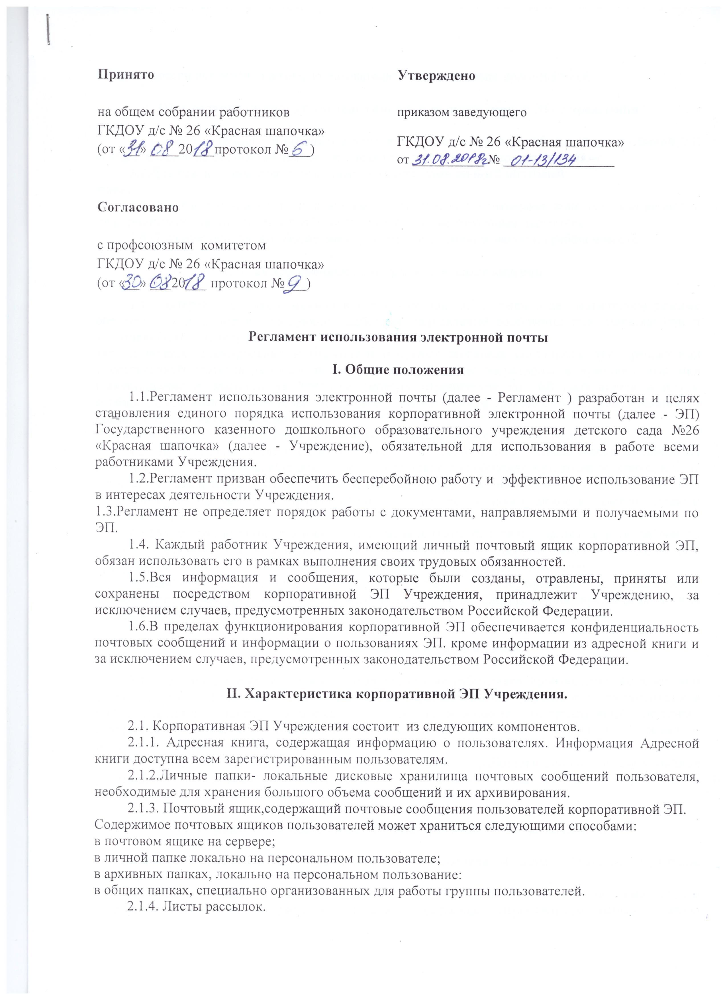 Принято
на общем собрании работников
ГКДОУ д/с № 26 «Красная шапочка»
(от «31» 08 2018 протокол № 6)
Утверждено
приказом заведующего
ГКДОУ д/с № 26 «Красная шапочка»
от 31.08.2018г № 01-13/134
Согласовано
с профсоюзным комитетом
ГКДОУ д/с № 26 «Красная шапочка»
(от «30» 08 2018 протокол № 9)
Регламент использования электронной почты
I. Общие положения
1.1.Регламент использования электронной почты (далее - Регламент ) разработан и целях
становления единого порядка использования корпоративной электронной почты (далее - ЭП)
Государственного казенного дошкольного образовательного учреждения детского сада №26
«Красная шапочка» (далее - Учреждение), обязательной для использования в работе всеми
работниками Учреждения.
1.2.Регламент призван обеспечить бесперебойною работу и эффективное использование ЭП
в интересах деятельности Учреждения.
1.3.Регламент не определяет порядок работы с документами, направляемыми и получаемыми по
ЭП.
1.4. Каждый работник Учреждения, имеющий личный почтовый ящик корпоративной ЭП,
обязан использовать его в рамках выполнения своих трудовых обязанностей.
1.5.Вся информация и сообщения, которые были созданы, отравлены, приняты или
сохранены посредством корпоративной ЭП Учреждения, принадлежит Учреждению, за
исключением случаев, предусмотренных законодательством Российской Федерации.
1.6.В пределах функционирования корпоративной ЭП обеспечивается конфиденциальность
почтовых сообщений и информации о пользованиях ЭП. кроме информации из адресной книги и
за исключением случаев, предусмотренных законодательством Российской Федерации.
II. Характеристика корпоративной ЭП Учреждения.
2.1. Корпоративная ЭП Учреждения состоит из следующих компонентов.
2.1.1. Адресная книга, содержащая информацию о пользователях. Информация Адресной
книги доступна всем зарегистрированным пользователям.
2.1.2.Личные папки- локальные дисковые хранилища почтовых сообщений пользователя,
необходимые для хранения большого объема сообщений и их архивирования.
2.1.3. Почтовый ящик,содержащий почтовые сообщения пользователей корпоративной ЭП.
Содержимое почтовых ящиков пользователей может храниться следующими способами:
в почтовом ящике на сервере;
в личной папке локально на персональном пользователе;
в архивных папках, локально на персональном пользование:
в общих папках, специально организованных для работы группы пользователей.
2.1.4. Листы рассылок.